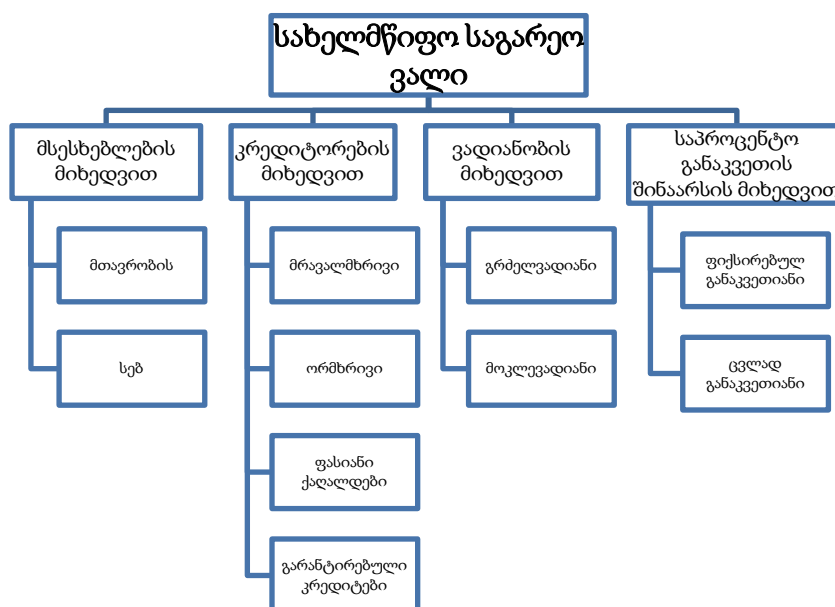 სახელმწიფო საგარეო
ვალი
მსესხებლების
მიხედვით
მთავრობის
სებ
კრედიტორების
მიხედვით
მრავალმხრივი
ორმხრივი
ფასიანი
ქაღალდები
გარანტირებული
კრედიტები
ვადიანობის
მიხედვით
გრძელვადიანი
მოკლევადიანი
საპროცენტო
განაკვეთის
შინაარსის მიხედვით
ფიქსირებულ
განაკვეთიანი
ცვლად
განაკვეთიანი